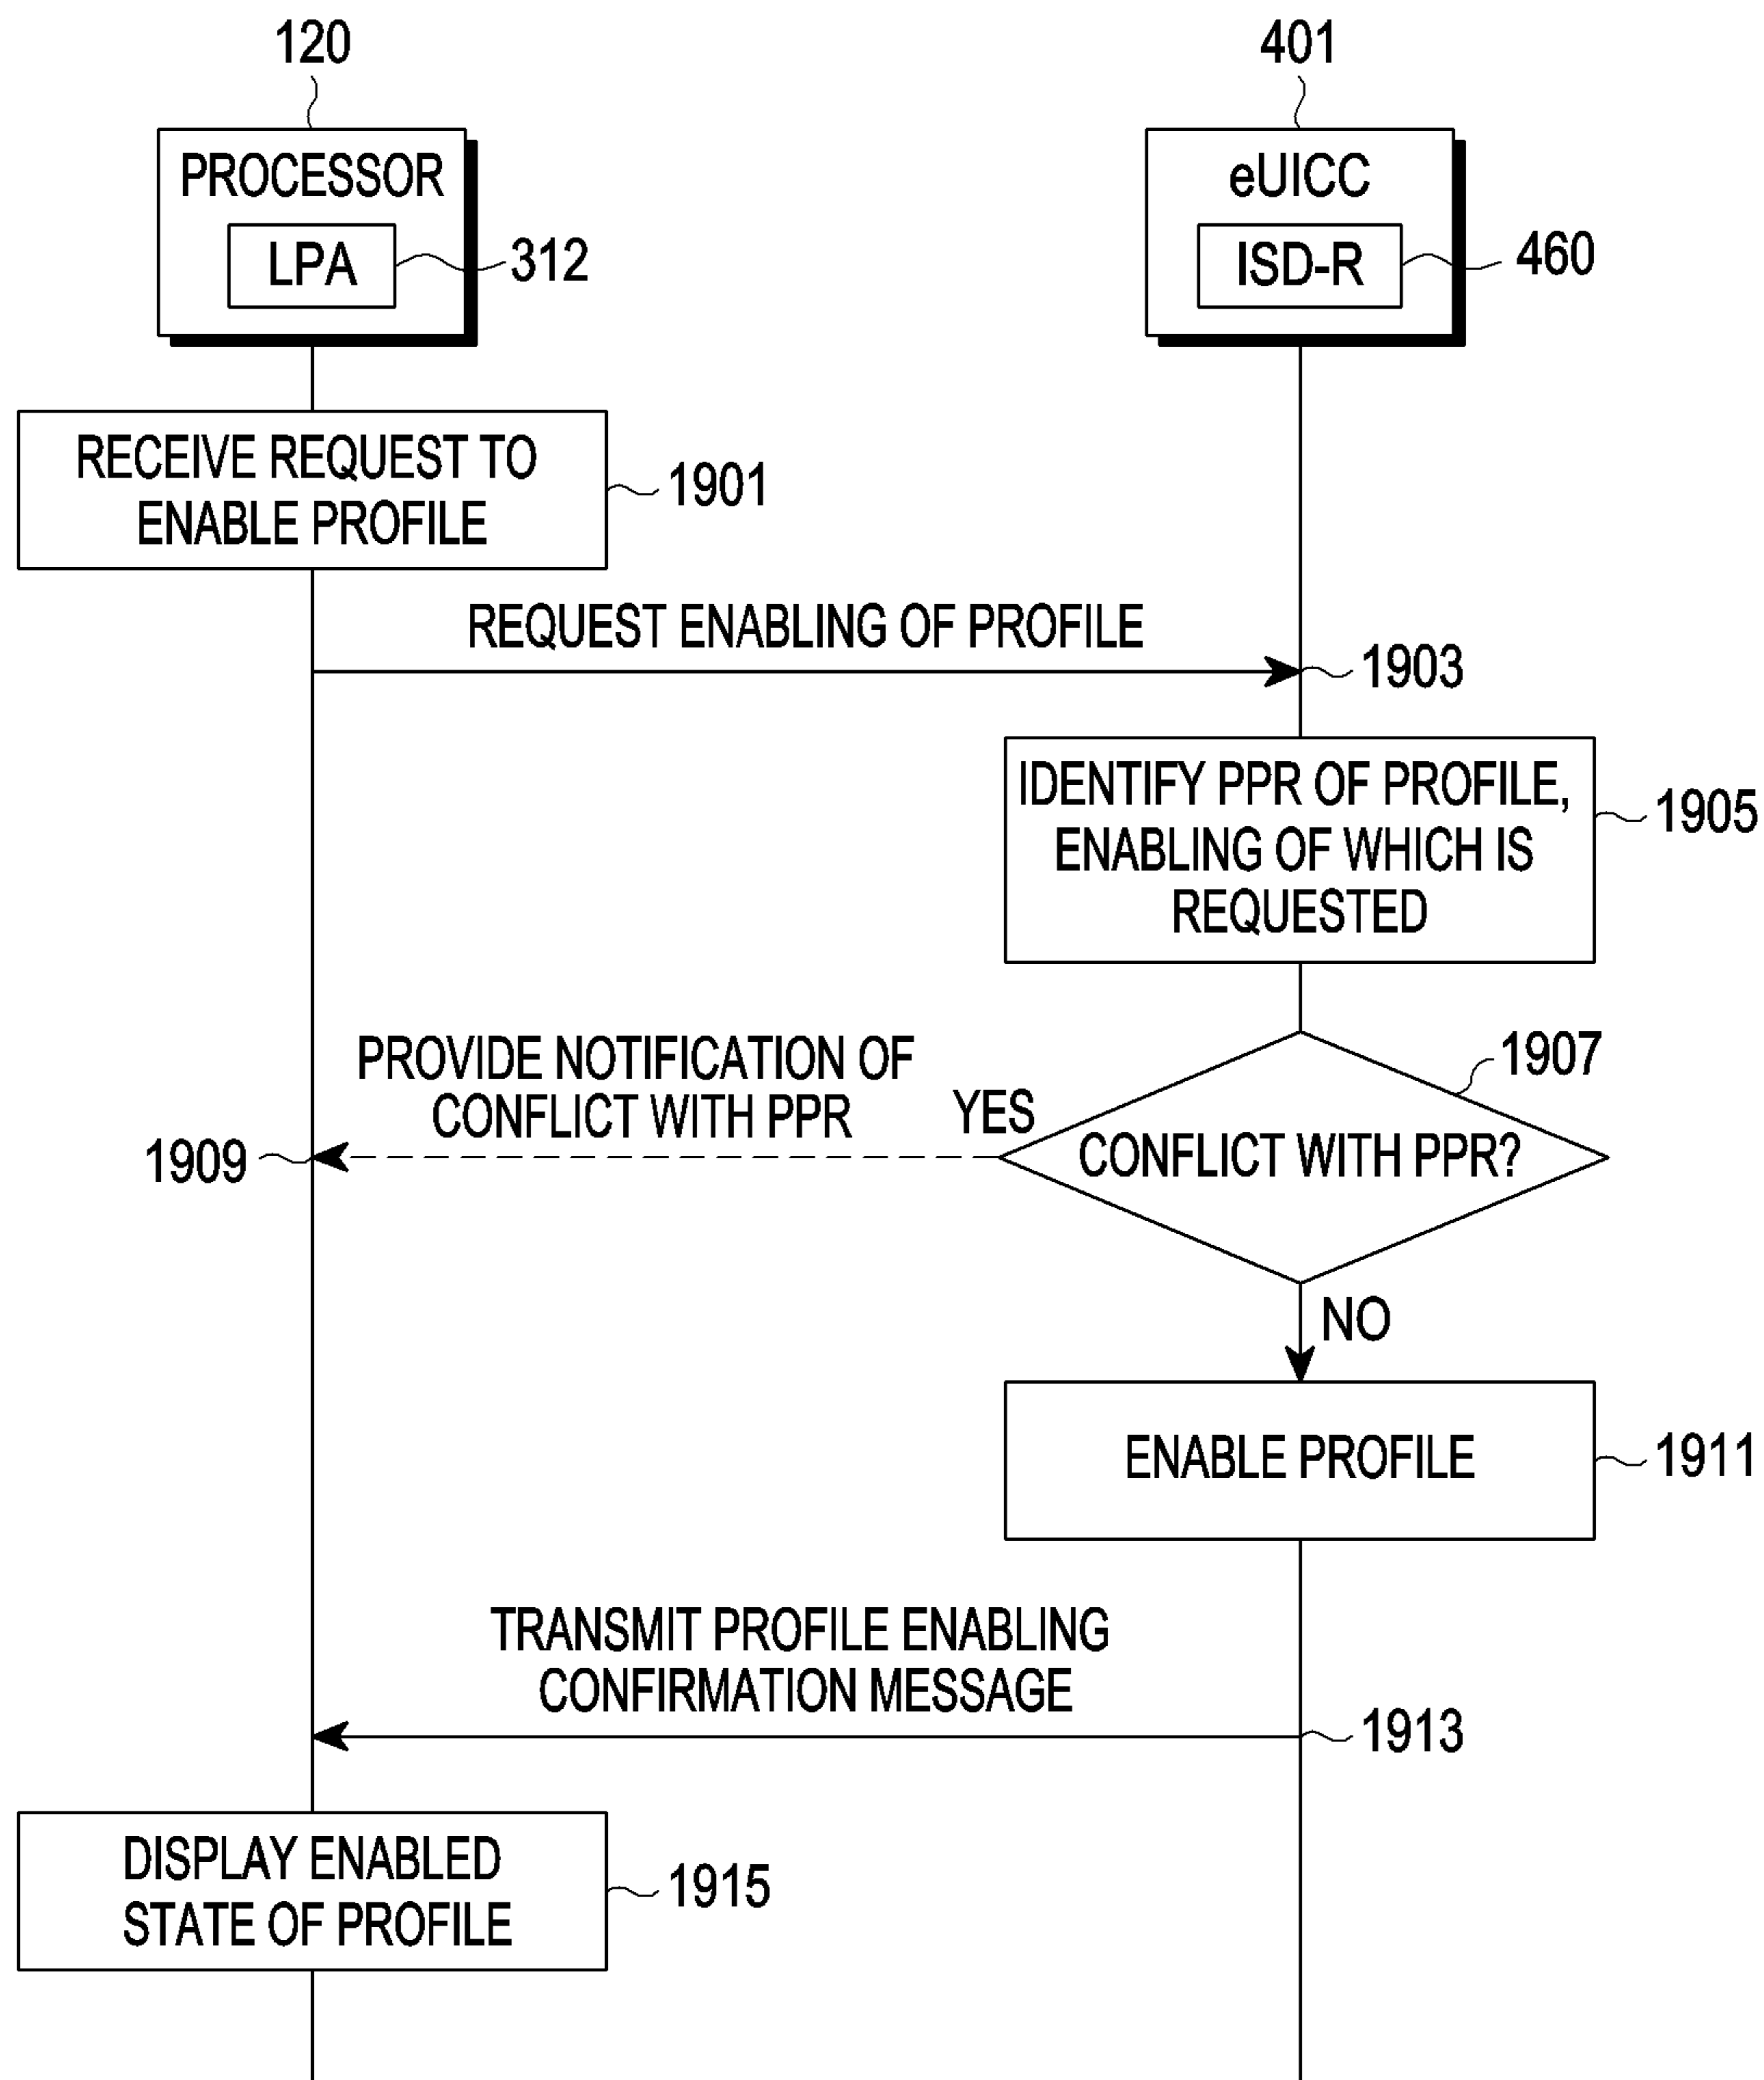 120
401
PROCESSOR
LPA
312
eUICC
ISD-R
460
RECEIVE REQUEST TO
ENABLE PROFILE
1901
REQUEST ENABLING OF PROFILE
1903
IDENTIFY PPR OF PROFILE,
ENABLING OF WHICH IS
REQUESTED
1905
PROVIDE NOTIFICATION OF
CONFLICT WITH PPR
YES
1907
1909
CONFLICT WITH PPR?
NO
ENABLE PROFILE
1911
TRANSMIT PROFILE ENABLING
CONFIRMATION MESSAGE
1913
DISPLAY ENABLED
STATE OF PROFILE
1915